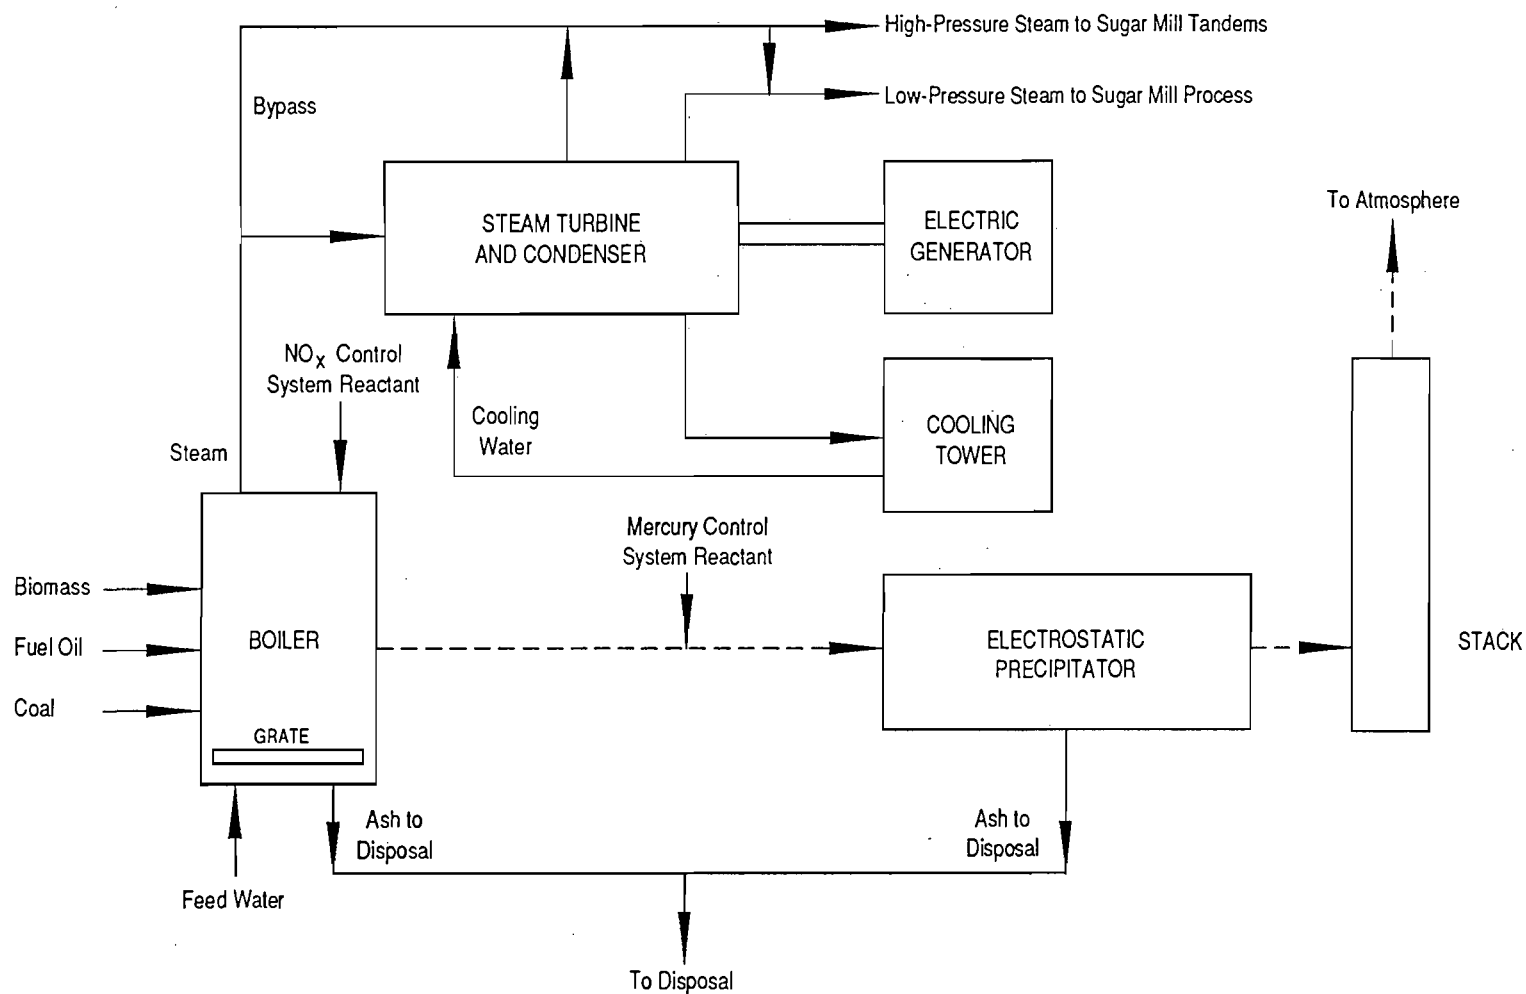 High-Pressure Steam to Sugar Mill Tandems
Bypass
Low-Pressure Steam to Sugar Mill Process
STEAM TURBINE
AND CONDENSER
ELECTRIC
GENERATOR
To Atmosphere
NOX Control
System Reactant
Steam
Cooling
Water
COOLING
TOWER
Mercury Control
System Reactant
Biomass
Fuel Oil
Coal
BOILER
GRATE
ELECTROSTATIC
PRECIPITATOR
STACK
Ash to
Disposal
Ash to
Disposal
Feed Water
To Disposal